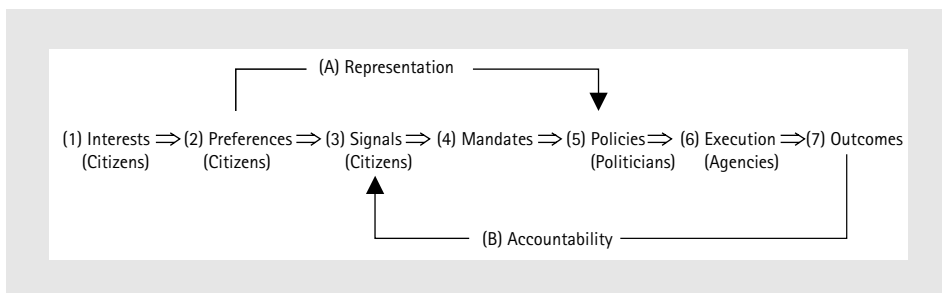 (A) Representation
(1) Interests ⇒ (2) Preferences ⇒ (3) Signals ⇒ (4) Mandates ⇒ (5) Policies ⇒ (6) Execution ⇒ (7) Outcomes
(Citizens) (Citizens) (Citizens) (Politicians) (Agencies)
(B) Accountability